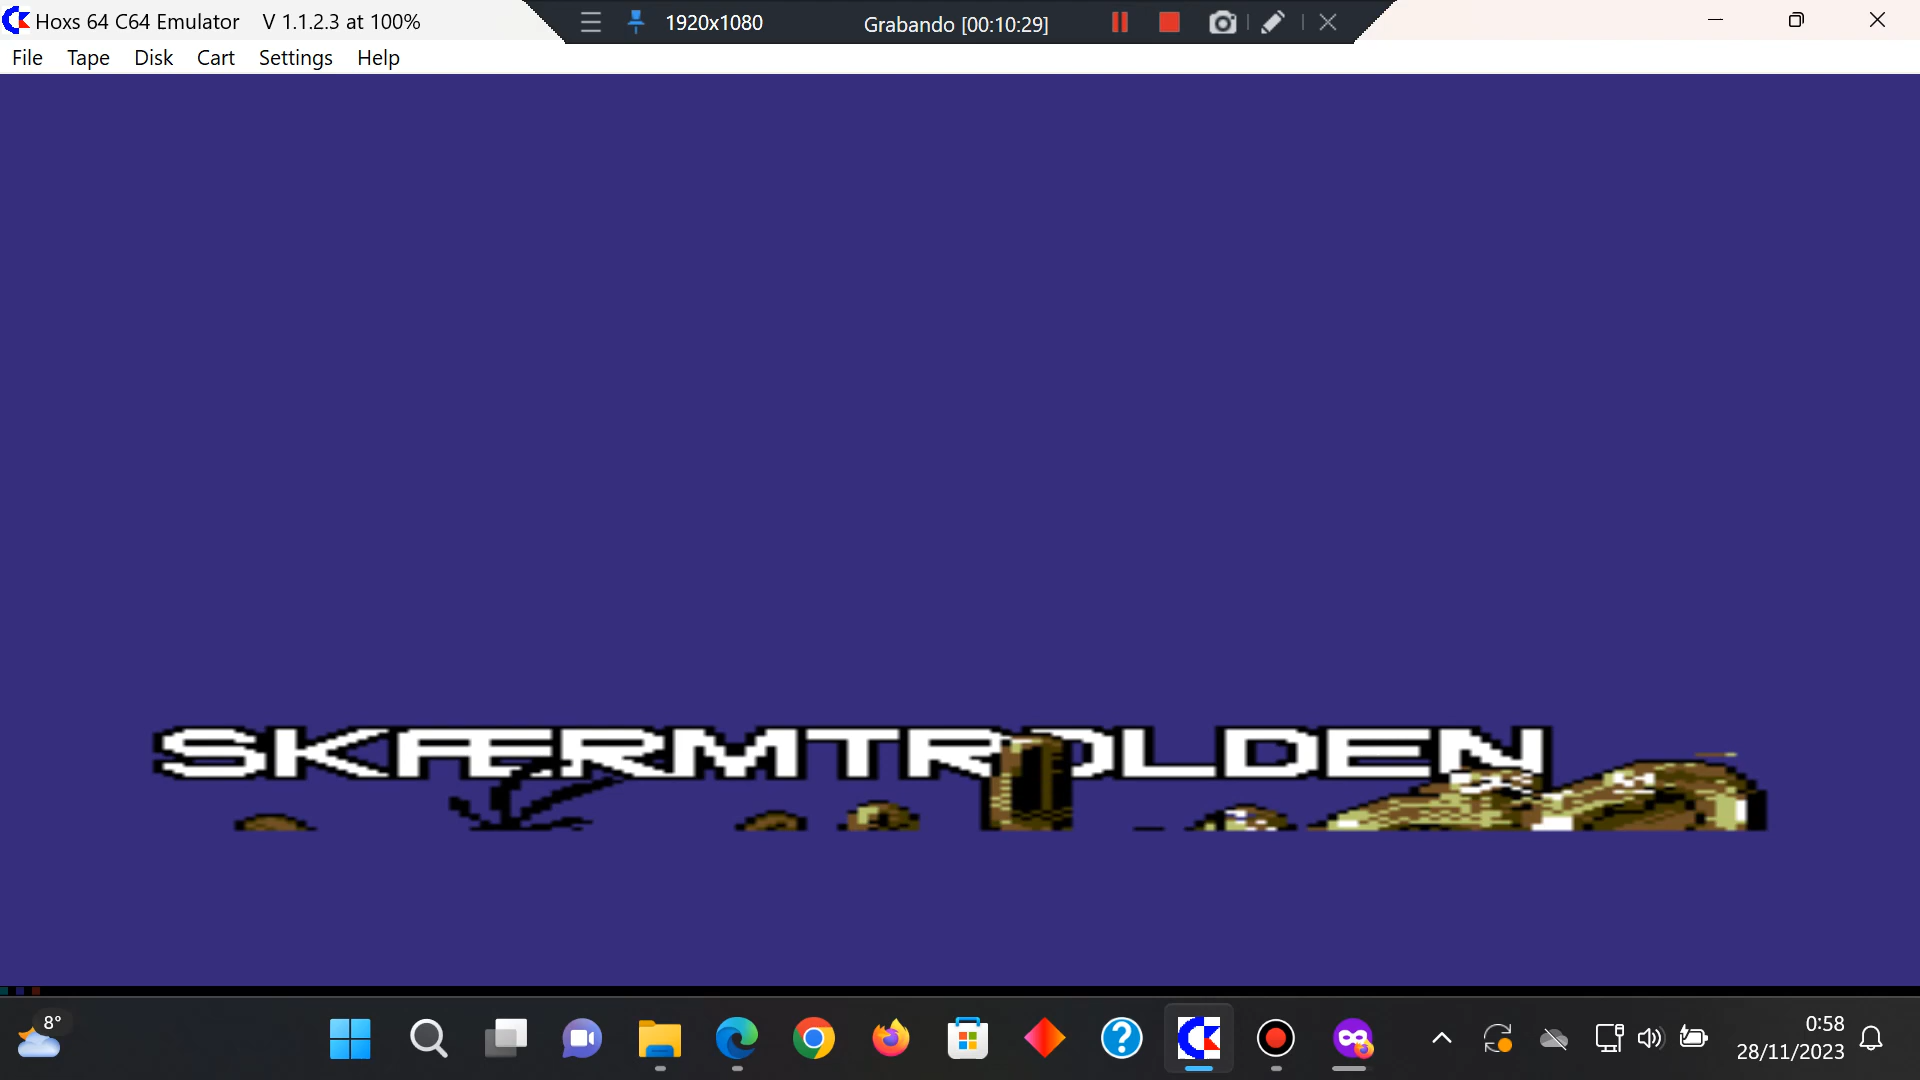 Hoxs 64 C64 Emulator V 1.1.2.3 at 100%
1920x1080
Grabando [00:10:29]
File Tape Disk Cart Settings Help
SKÆRMTROLDEN
8°
0:58
28/11/2023